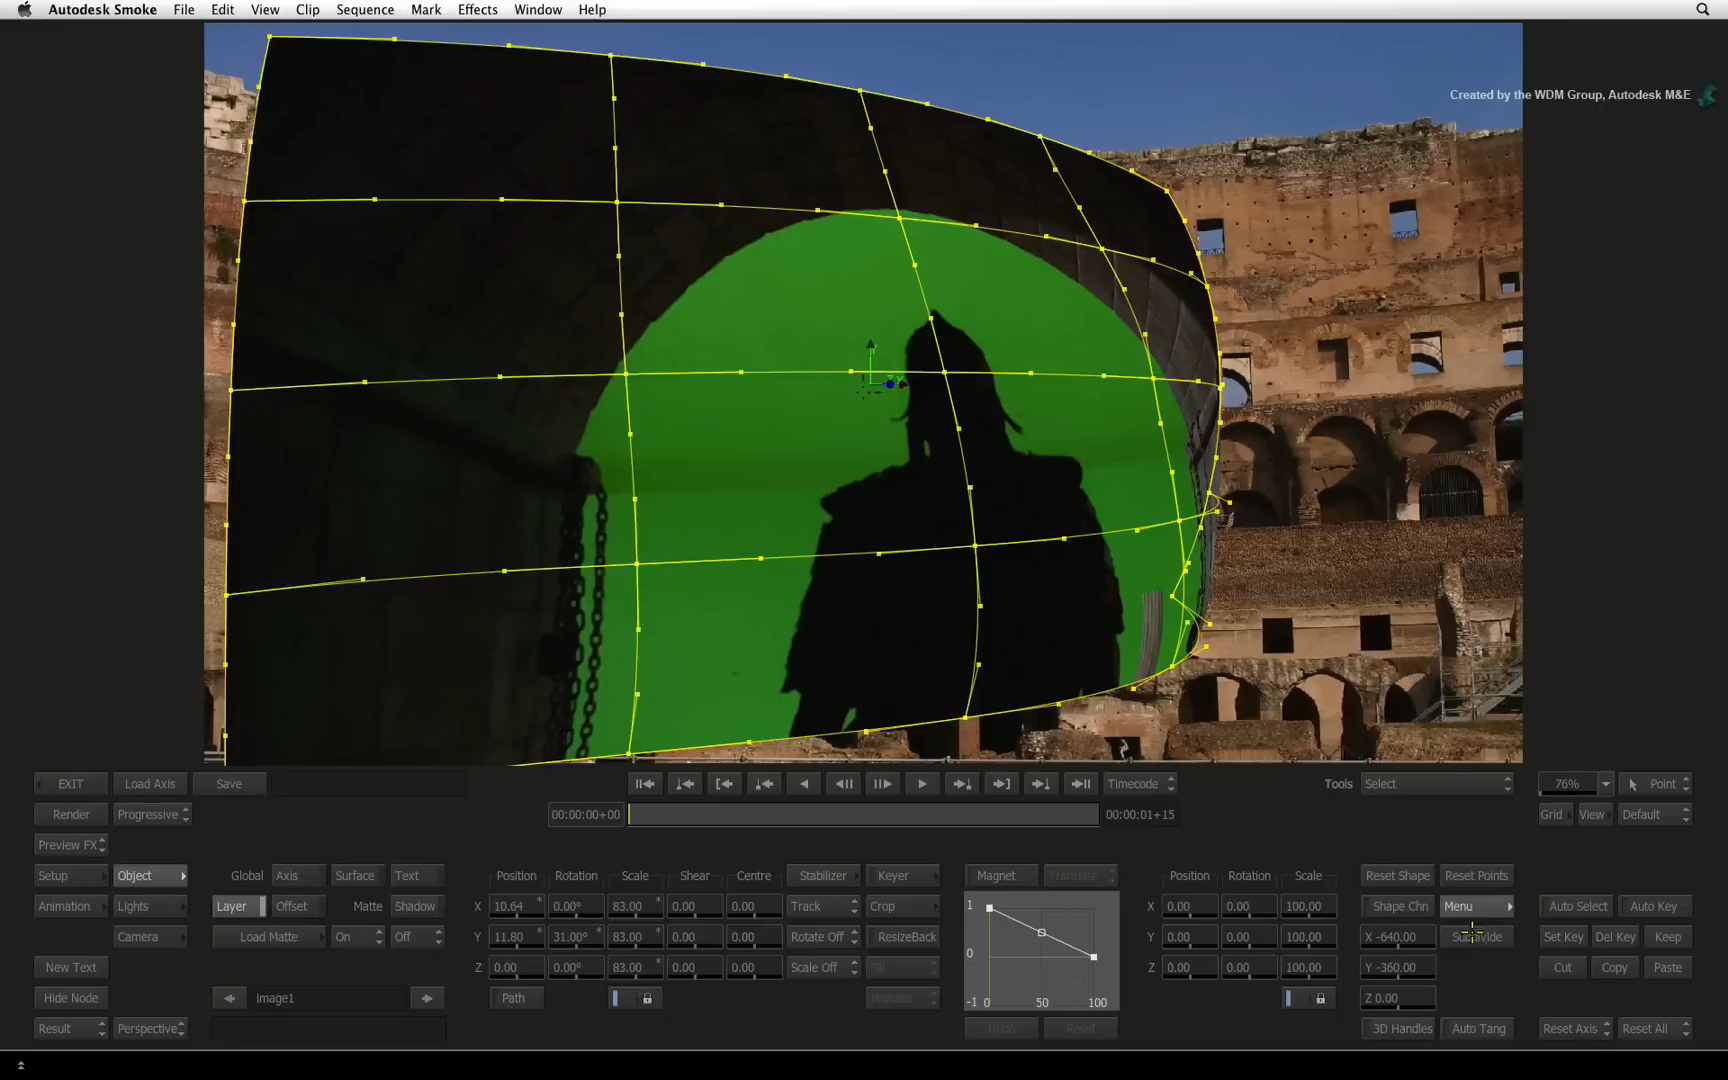 Autodesk Smoke File Edit View Clip Sequence Mark Effects Window Help
Created by the WDM Group, Autodesk M&E
EXIT Load Axis Save Timecode Tools Select 76% Point
Render Progressive 00:00:00+00 00:00:01+15 Grid View Default
Preview FX
Setup Object Global Axis Surface Text Position Rotation Scale Shear Centre Stabilizer Keyer Magnet Translate Position Rotation Scale Reset Shape Reset Points
Animation Lights Layer Offset Matte Shadow X 10.64 * 0.00° 83.00 * 0.00 0.00 Track Crop 1 X 0.00 0.00 100.00 Shape Chn Menu Auto Select Auto Key
Camera Load Matte On Off Y 11.80 * 31.00° 83.00 * 0.00 0.00 Rotate Off ResizeBack 0 Y 0.00 0.00 100.00 X -640.00 Subdivide Set Key Del Key Keep
New Text Z 0.00 0.00° 83.00 * 0.00 0.00 Scale Off Z 0.00 0.00 100.00 Y -360.00 Cut Copy Paste
Hide Node Image1 Path -1 0 50 100 Z 0.00
Result Perspective Undo Reset 3D Handles Auto Tang Reset Axis Reset All